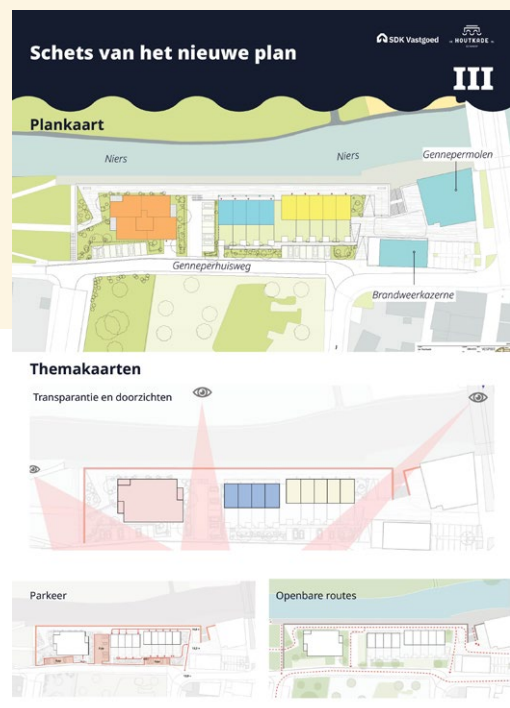 Schets van het nieuwe plan
SDK Vastgoed
HOUTKADE
III
Plankaart
Niers
Niers
Gennepermolen
Genneperhuisweg
Brandweerkazerne
Themakaarten
Transparantie en doorzichten
Parkeer
Openbare routes